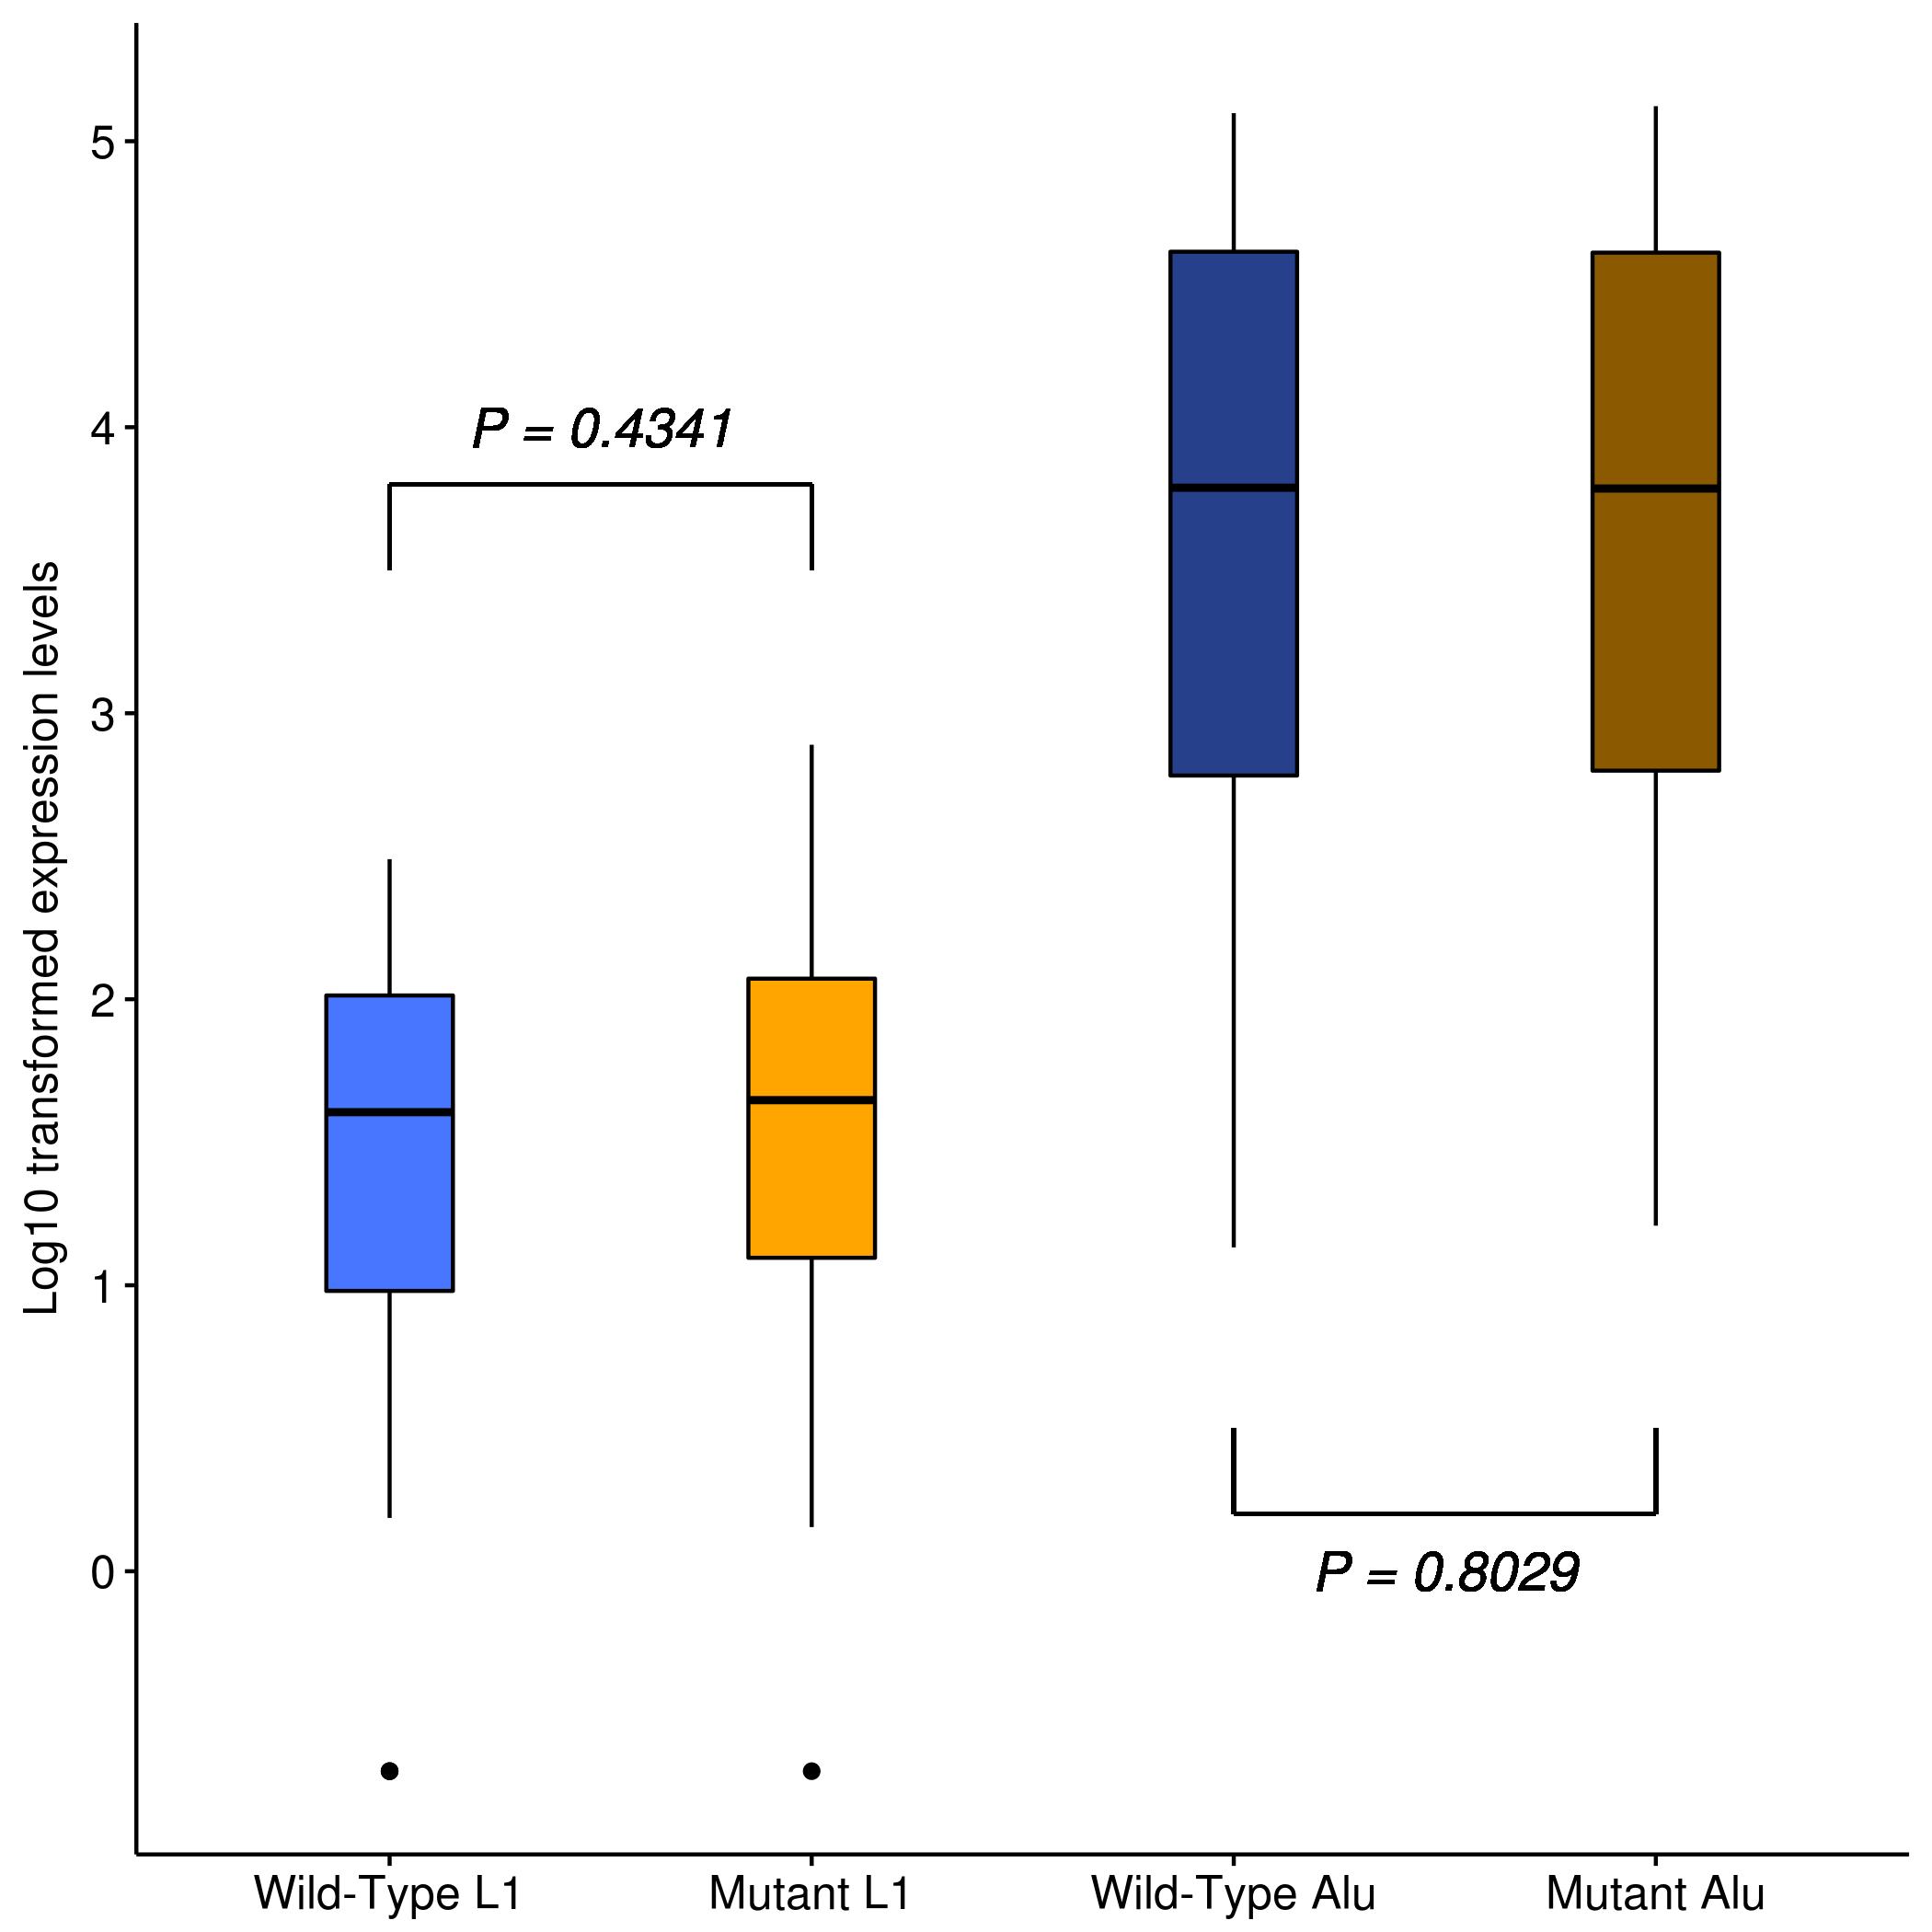 Log10 transformed expression levels
5
4
3
2
1
0
P = 0.4341
P = 0.8029
Wild-Type L1
Mutant L1
Wild-Type Alu
Mutant Alu